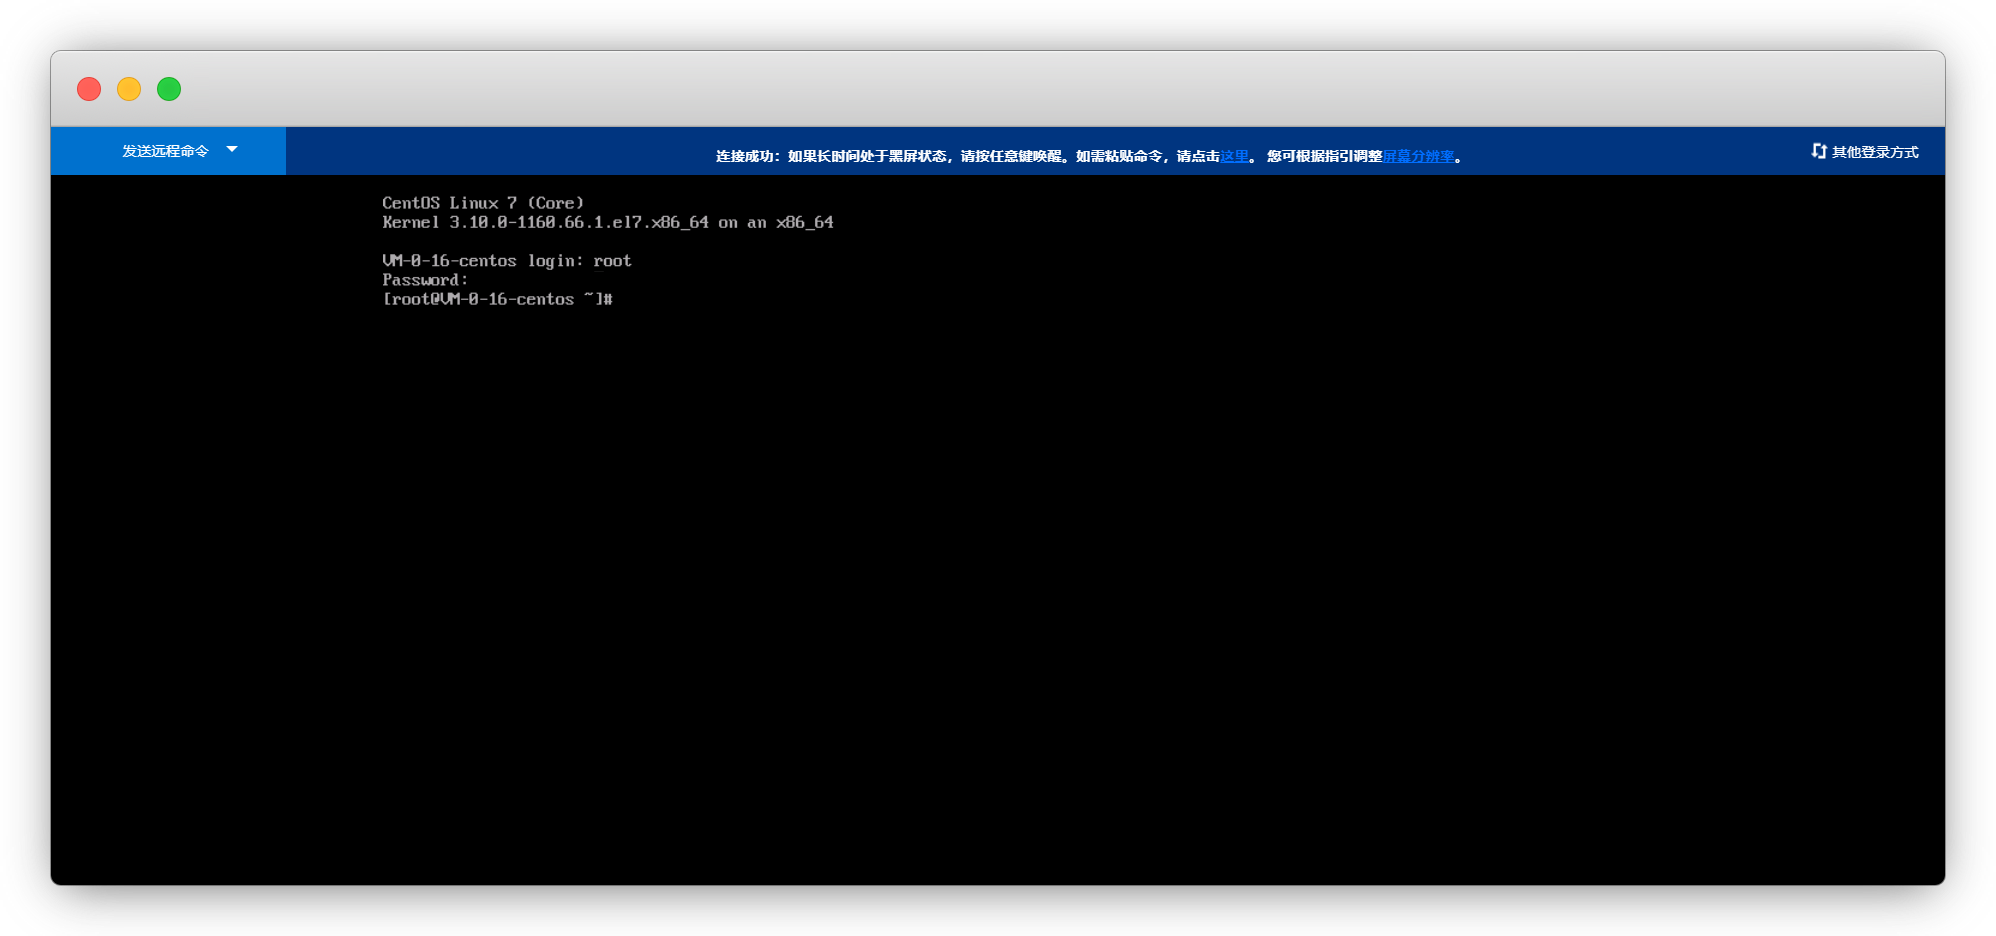 发送远程命令
连接成功：如果长时间处于黑屏状态，请按任意键唤醒。如需粘贴命令，请点击这里。 您可根据指引调整屏幕分辨率。
其他登录方式
CentOS Linux 7 (Core)
Kernel 3.10.0-1160.66.1.el7.x86_64 on an x86_64
VM-0-16-centos login: root
Password:
[root@VM-0-16-centos ~]#